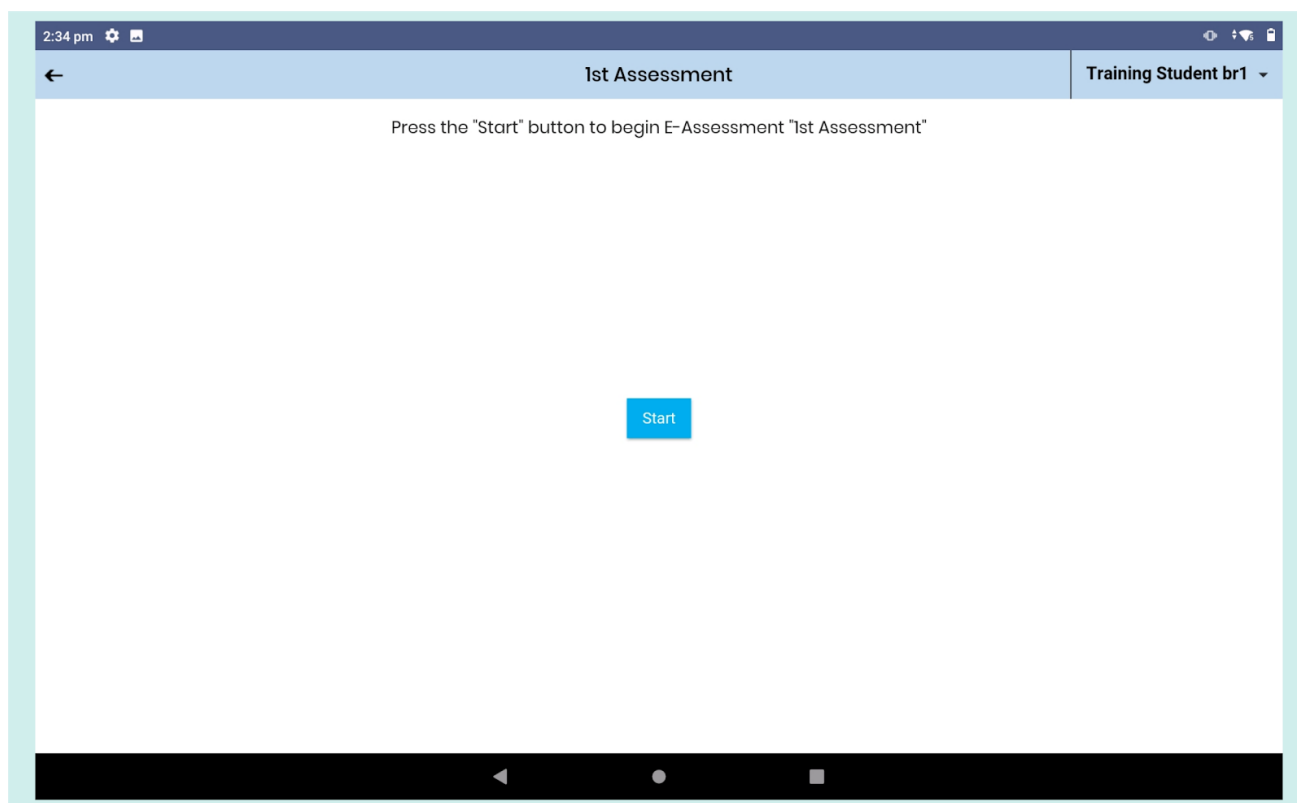 2:34 pm
1st Assessment
Training Student br1
Press the "Start" button to begin E-Assessment "1st Assessment"
Start